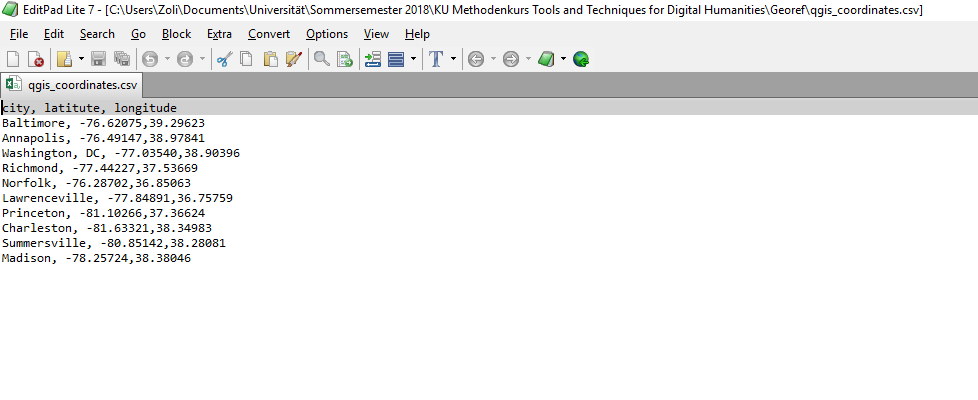 EditPad Lite 7 - [C:\Users\Zoli\Documents\Universität\Sommersemester 2018\KU Methodenkurs Tools and Techniques for Digital Humanities\Georef\qgis_coordinates.csv]
File Edit Search Go Block Extra Convert Options View Help
qgis_coordinates.csv
city, latitute, longitude
Baltimore, -76.62075,39.29623
Annapolis, -76.49147,38.97841
Washington, DC, -77.03540,38.90396
Richmond, -77.44227,37.53669
Norfolk, -76.28702,36.85063
Lawrenceville, -77.84891,36.75759
Princeton, -81.10266,37.36624
Charleston, -81.63321,38.34983
Summersville, -80.85142,38.28081
Madison, -78.25724,38.38046